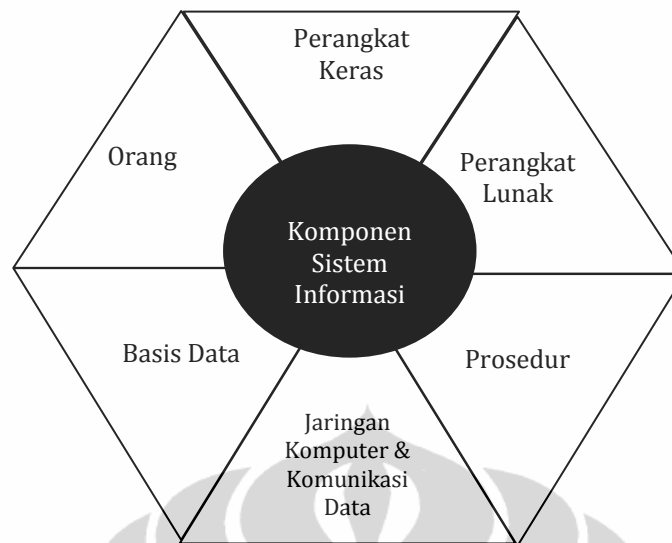 Perangkat
Keras
Orang
Perangkat
Lunak
Komponen
Sistem
Informasi
Basis Data
Prosedur
Jaringan
Komputer &
Komunikasi
Data